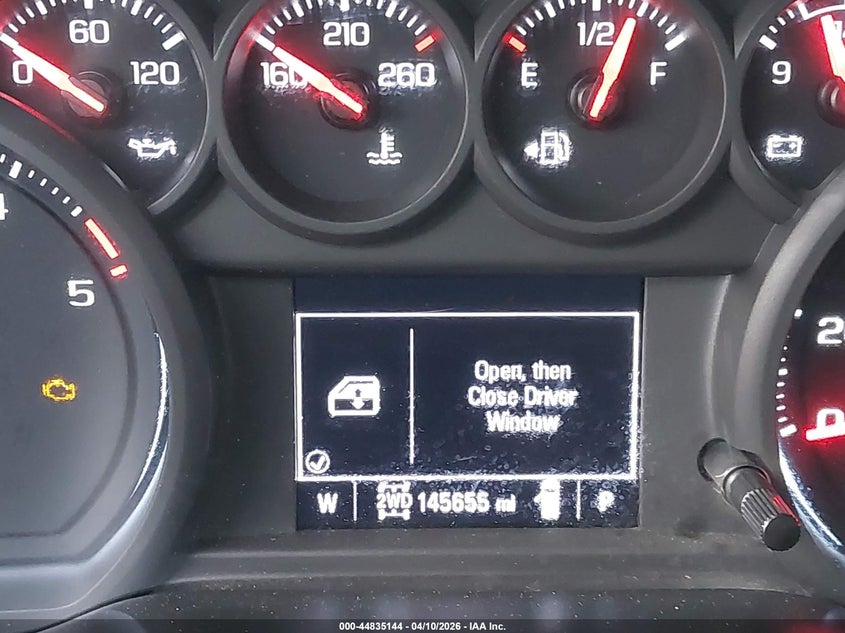 60
0
120
210
160
260
1/2
E
F
9
5
Open, then
Close Driver
Window
W
2WD
145655 mi
P
000-44835144 - 04/10/2026 - IAA Inc.